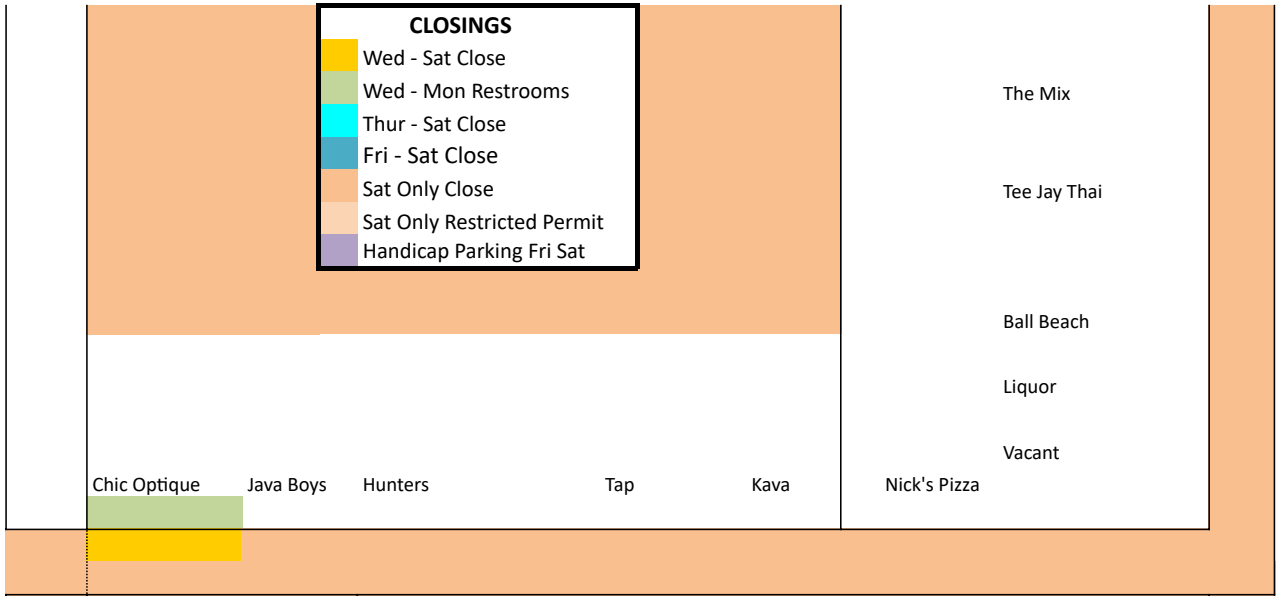 CLOSINGS
Wed - Sat Close
Wed - Mon Restrooms
Thur - Sat Close
Fri - Sat Close
Sat Only Close
Sat Only Restricted Permit
Handicap Parking Fri Sat
The Mix
Tee Jay Thai
Ball Beach
Liquor
Vacant
Chic Optique Java Boys Hunters Tap Kava Nick's Pizza